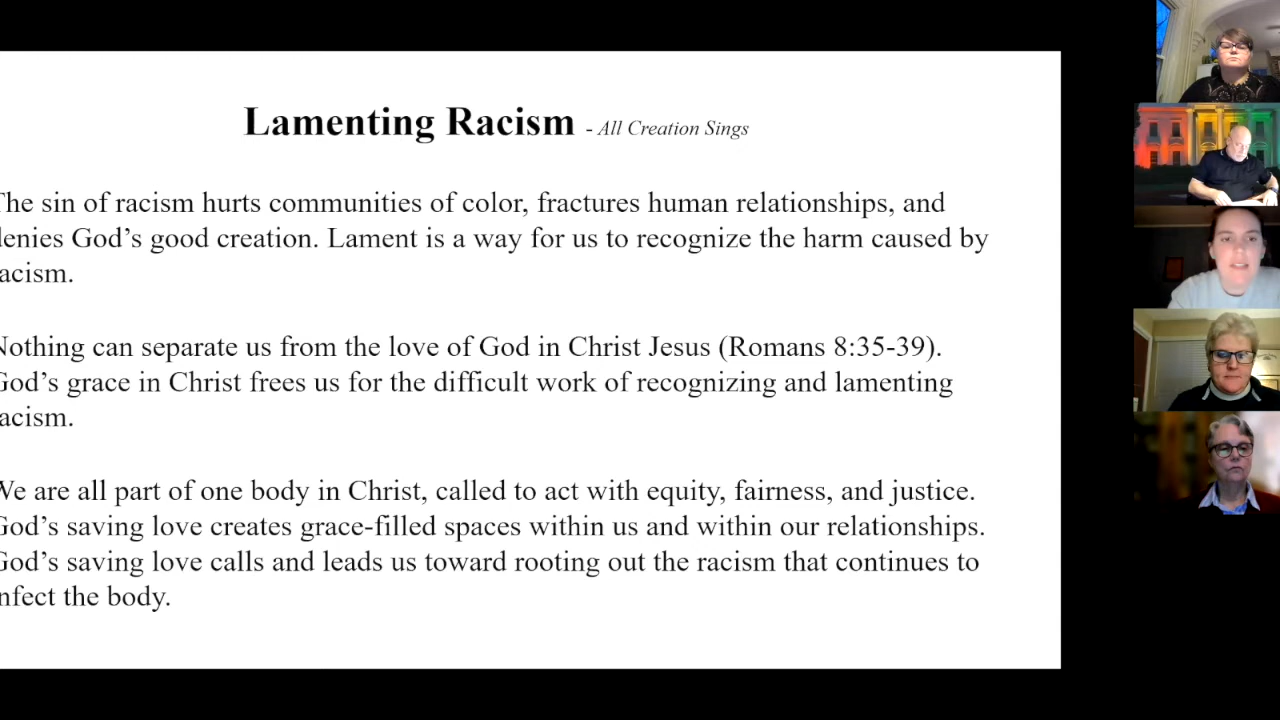 Lamenting Racism - All Creation Sings
The sin of racism hurts communities of color, fractures human relationships, and
denies God’s good creation. Lament is a way for us to recognize the harm caused by
acism.
Nothing can separate us from the love of God in Christ Jesus (Romans 8:35-39).
God’s grace in Christ frees us for the difficult work of recognizing and lamenting
acism.
We are all part of one body in Christ, called to act with equity, fairness, and justice.
God’s saving love creates grace-filled spaces within us and within our relationships.
God’s saving love calls and leads us toward rooting out the racism that continues to
nfect the body.